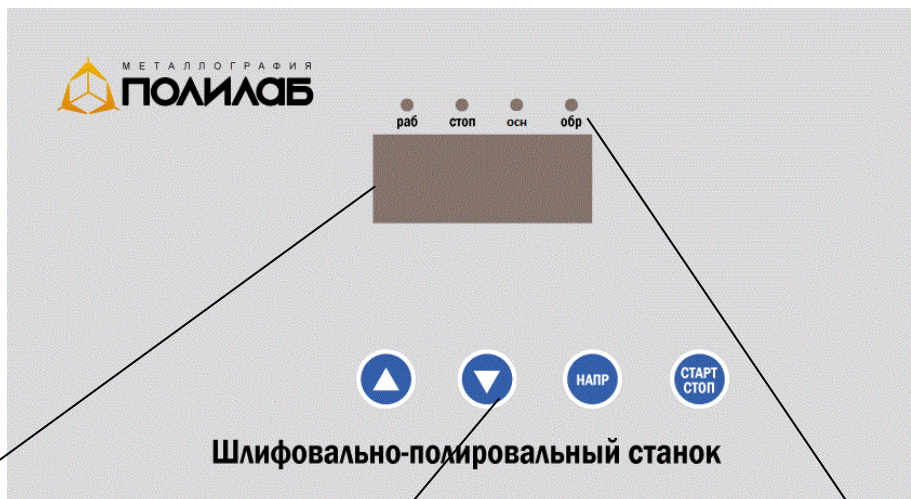 МЕТАЛЛОГРАФИЯ
ПОЛИЛАБ
раб стоп осн обр
НАПР
СТАРТ
СТОП
Шлифовально-полировальный станок